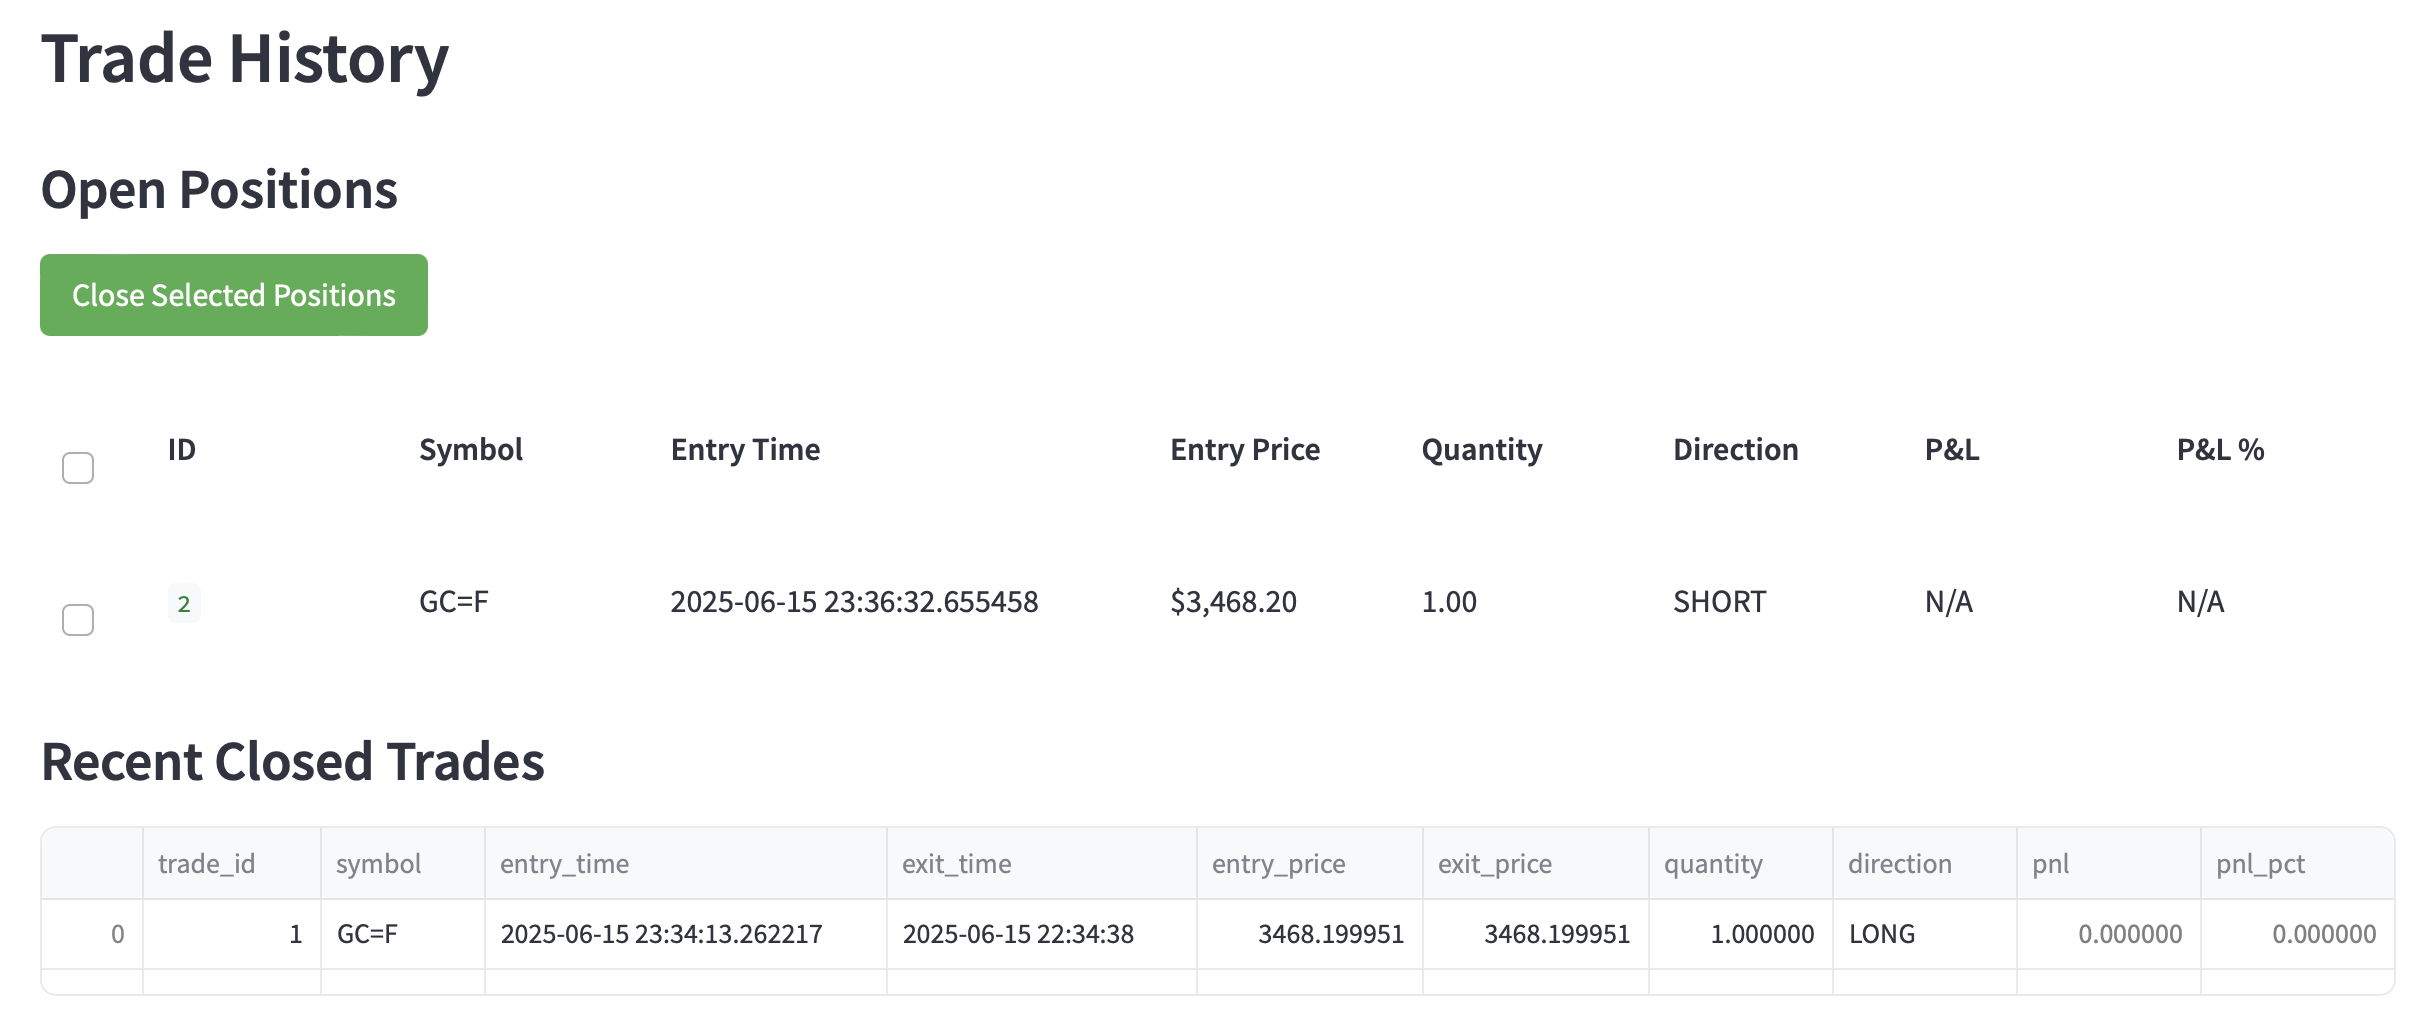 Trade History
Open Positions
Close Selected Positions
ID Symbol Entry Time Entry Price Quantity Direction P&L P&L %
2 GC=F 2025-06-15 23:36:32.655458 $3,468.20 1.00 SHORT N/A N/A
Recent Closed Trades
trade_id symbol entry_time exit_time entry_price exit_price quantity direction pnl pnl_pct
0 1 GC=F 2025-06-15 23:34:13.262217 2025-06-15 22:34:38 3468.199951 3468.199951 1.000000 LONG 0.000000 0.000000